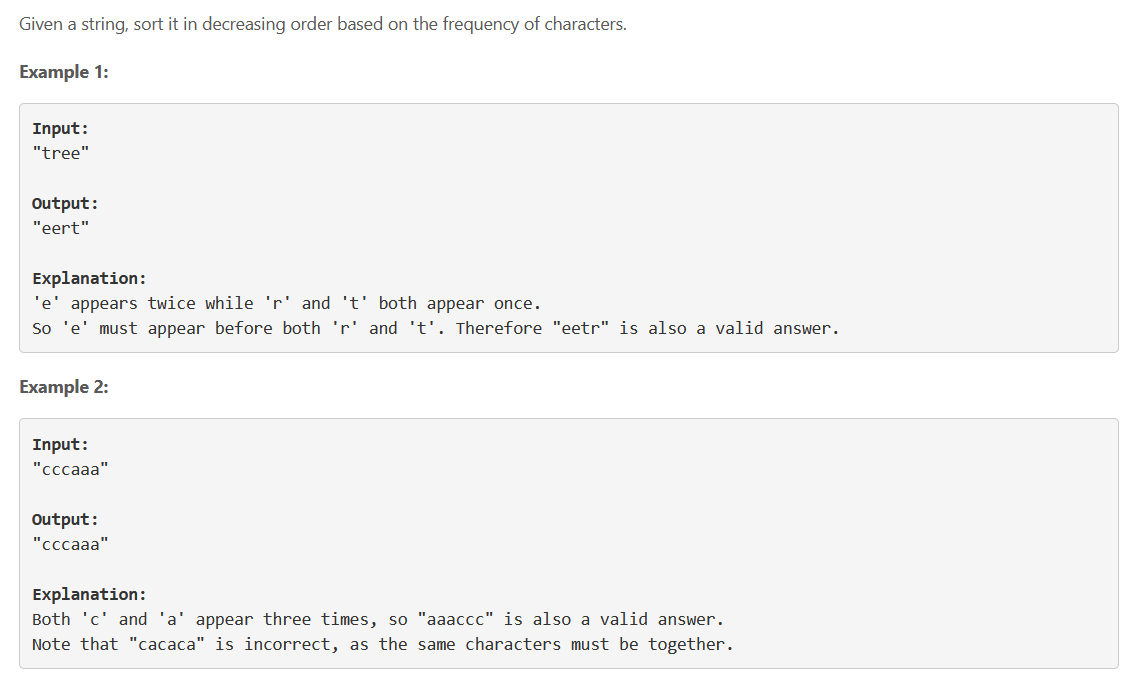 Given a string, sort it in decreasing order based on the frequency of characters.
Example 1:
Input:
"tree"
Output:
"eert"
Explanation:
'e' appears twice while 'r' and 't' both appear once.
So 'e' must appear before both 'r' and 't'. Therefore "eetr" is also a valid answer.
Example 2:
Input:
"cccaaa"
Output:
"cccaaa"
Explanation:
Both 'c' and 'a' appear three times, so "aaaccc" is also a valid answer.
Note that "cacaca" is incorrect, as the same characters must be together.